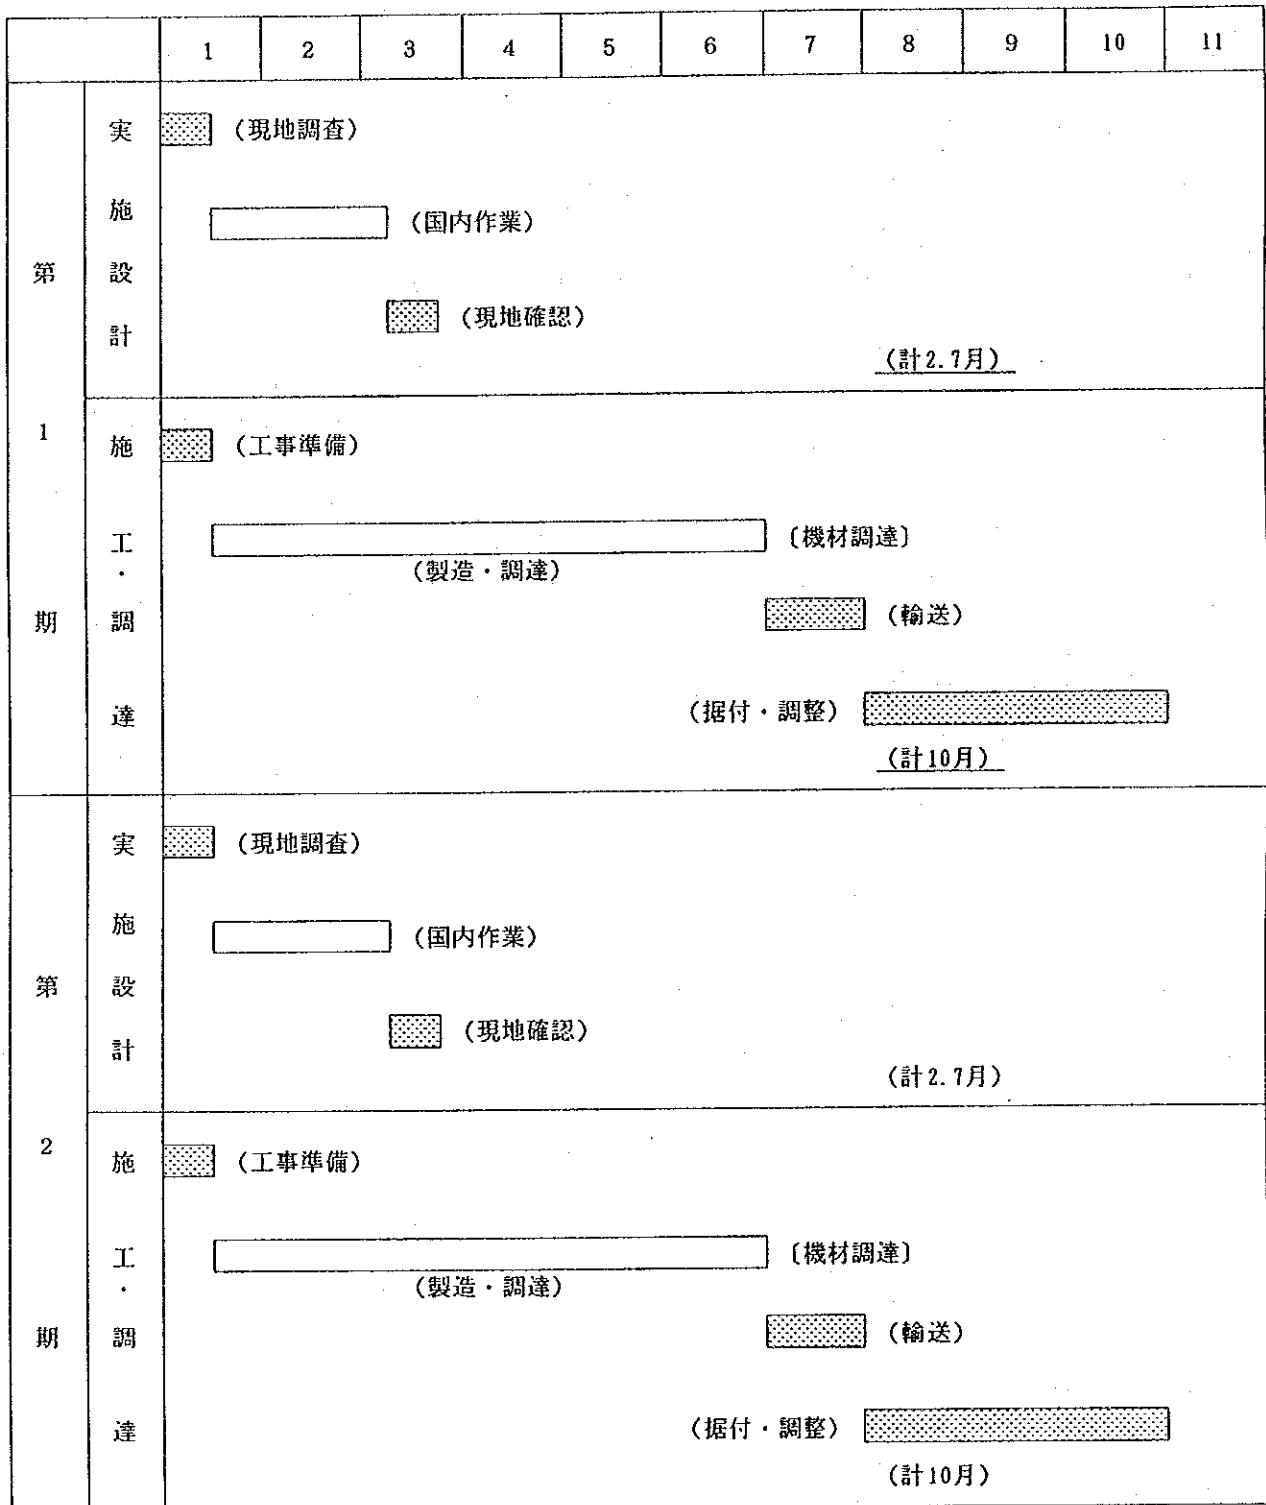 1 2 3 4 5 6 7 8 9 10 11
第1期
実施設計
(現地調査)
(国内作業)
(現地確認)
(計2.7月)
施工・調達
(工事準備)
〔機材調達〕
(製造・調達)
(輸送)
(据付・調整)
(計10月)
第2期
実施設計
(現地調査)
(国内作業)
(現地確認)
(計2.7月)
施工・調達
(工事準備)
〔機材調達〕
(製造・調達)
(輸送)
(据付・調整)
(計10月)